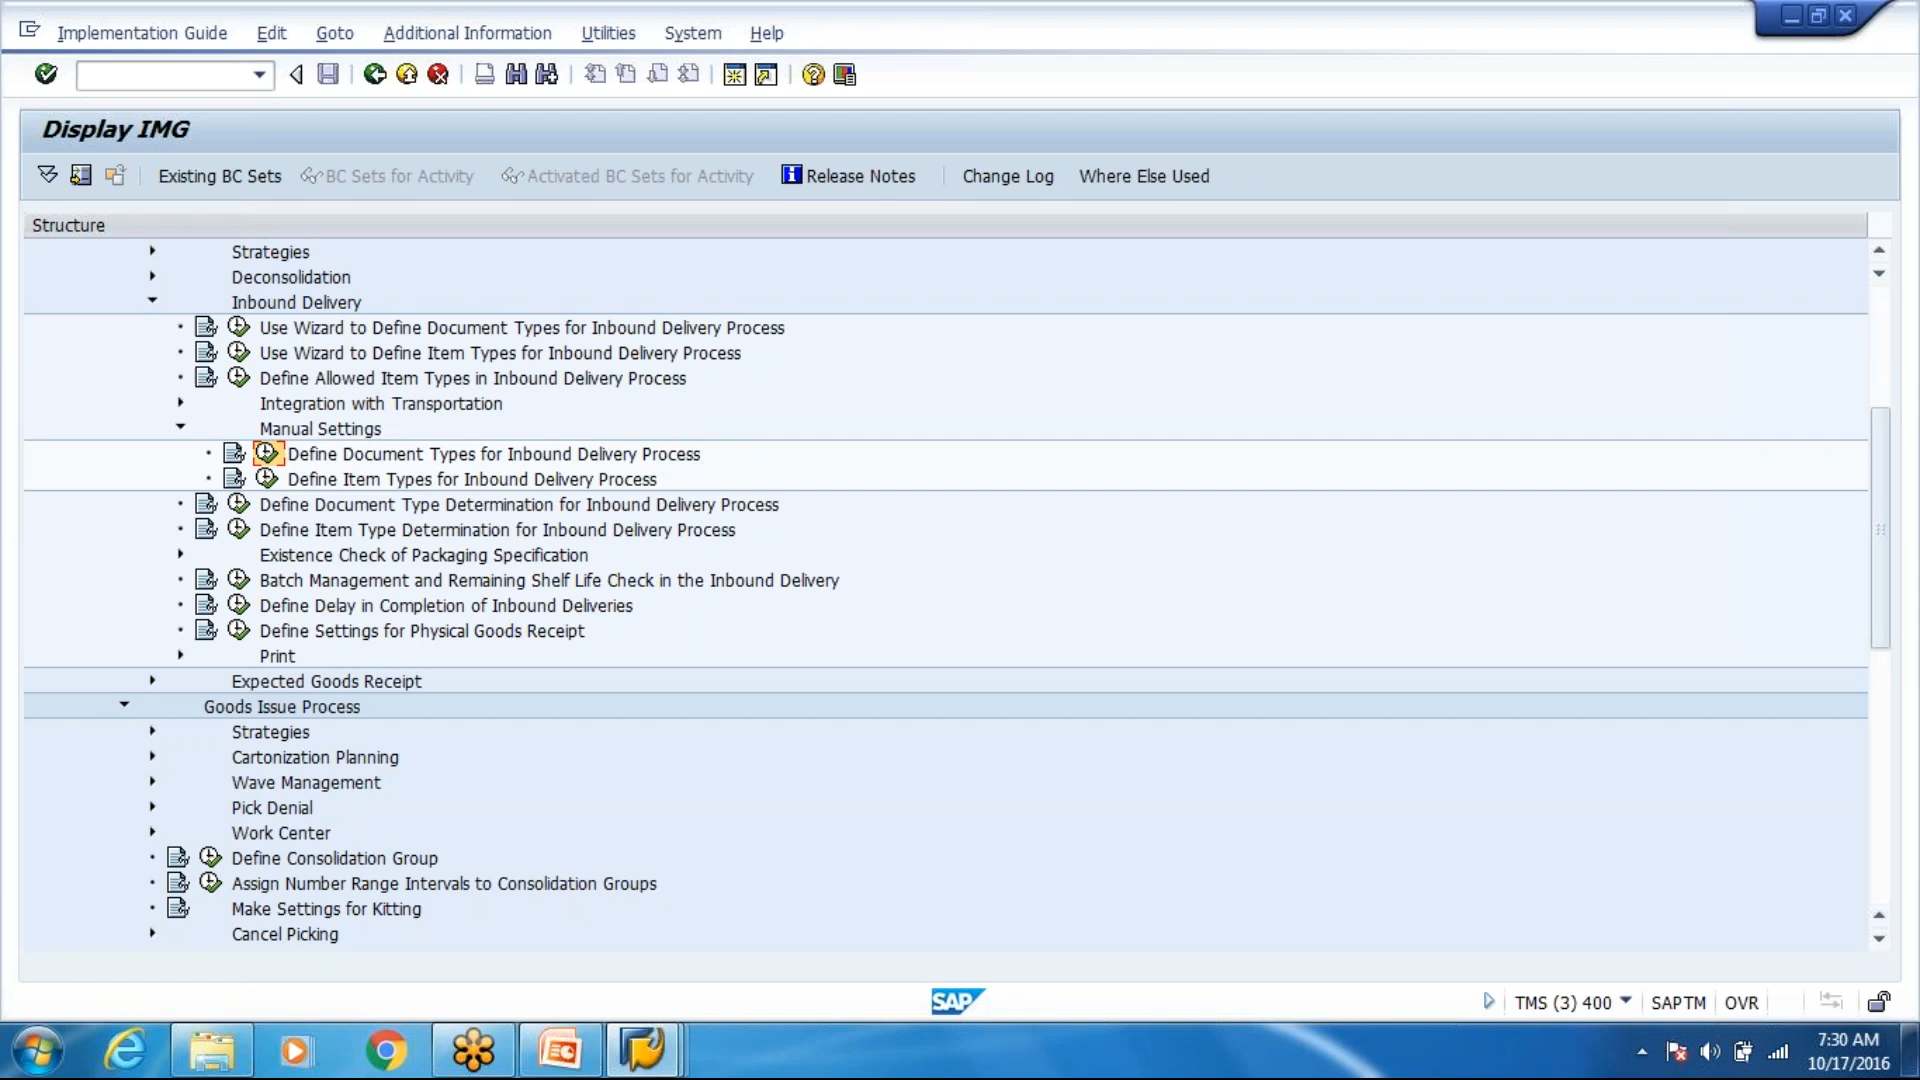 Implementation Guide Edit Goto Additional Information Utilities System Help
Display IMG
Existing BC Sets BC Sets for Activity Activated BC Sets for Activity Release Notes Change Log Where Else Used
Structure
Strategies
Deconsolidation
Inbound Delivery
Use Wizard to Define Document Types for Inbound Delivery Process
Use Wizard to Define Item Types for Inbound Delivery Process
Define Allowed Item Types in Inbound Delivery Process
Integration with Transportation
Manual Settings
Define Document Types for Inbound Delivery Process
Define Item Types for Inbound Delivery Process
Define Document Type Determination for Inbound Delivery Process
Define Item Type Determination for Inbound Delivery Process
Existence Check of Packaging Specification
Batch Management and Remaining Shelf Life Check in the Inbound Delivery
Define Delay in Completion of Inbound Deliveries
Define Settings for Physical Goods Receipt
Print
Expected Goods Receipt
Goods Issue Process
Strategies
Cartonization Planning
Wave Management
Pick Denial
Work Center
Define Consolidation Group
Assign Number Range Intervals to Consolidation Groups
Make Settings for Kitting
Cancel Picking
SAP TMS (3) 400 SAPTM OVR
7:30 AM
10/17/2016